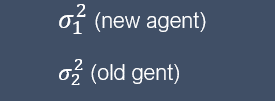 σ₁² (new agent)
σ₂² (old gent)